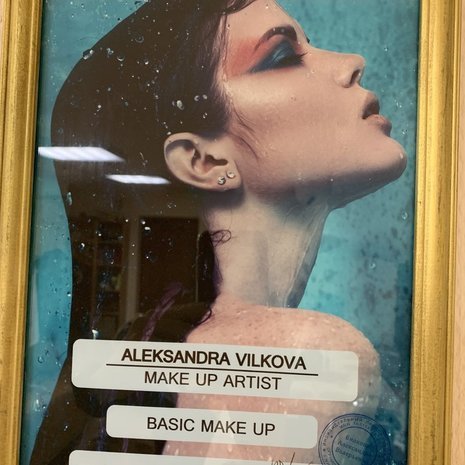 ALEKSANDRA VILKOVA
MAKE UP ARTIST
BASIC MAKE UP